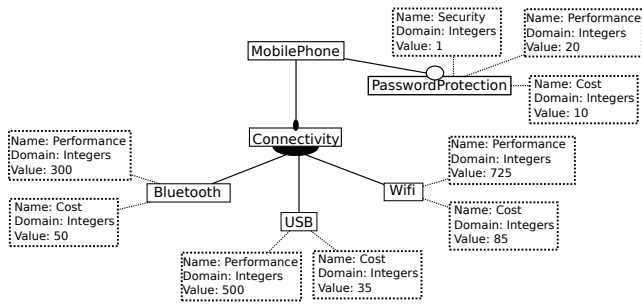 Name: Security
Domain: Integers
Value: 1
Name: Performance
Domain: Integers
Value: 20
MobilePhone
PasswordProtection
Name: Cost
Domain: Integers
Value: 10
Connectivity
Name: Performance
Domain: Integers
Value: 300
Name: Performance
Domain: Integers
Value: 725
Bluetooth
Wifi
Name: Cost
Domain: Integers
Value: 50
USB
Name: Cost
Domain: Integers
Value: 85
Name: Performance
Domain: Integers
Value: 500
Name: Cost
Domain: Integers
Value: 35